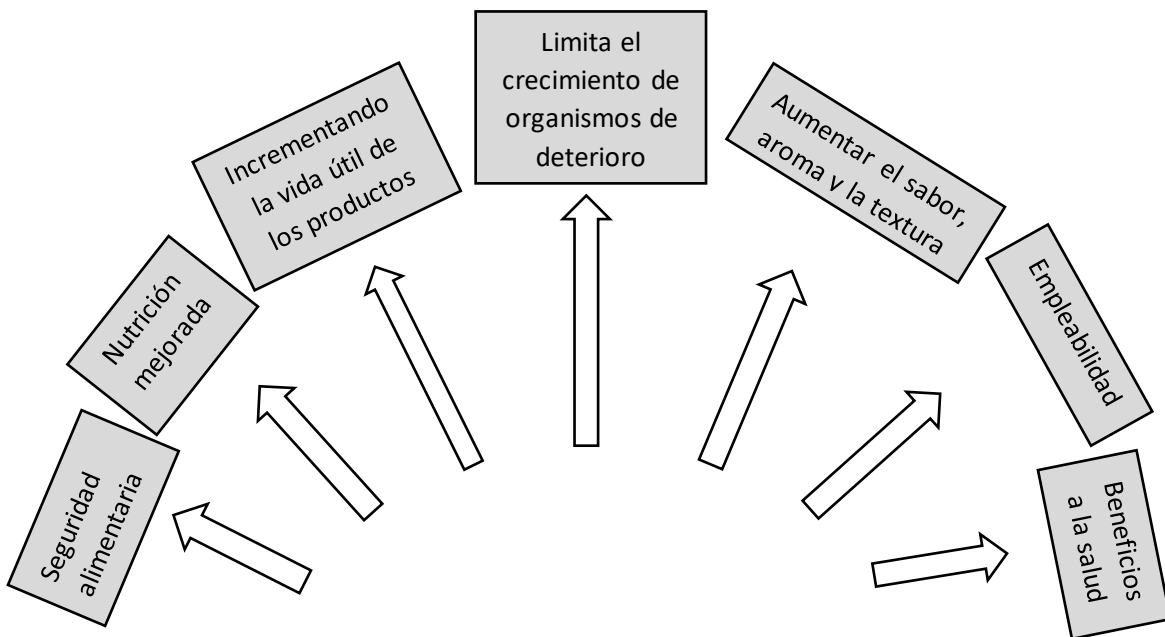 Seguridad
alimentaria
Nutrición
mejorada
Incrementando
la vida útil de
los productos
Limita el
crecimiento de
organismos de
deterioro
Aumentar el sabor,
aroma y la textura
Empleabilidad
Beneficios
a la salud